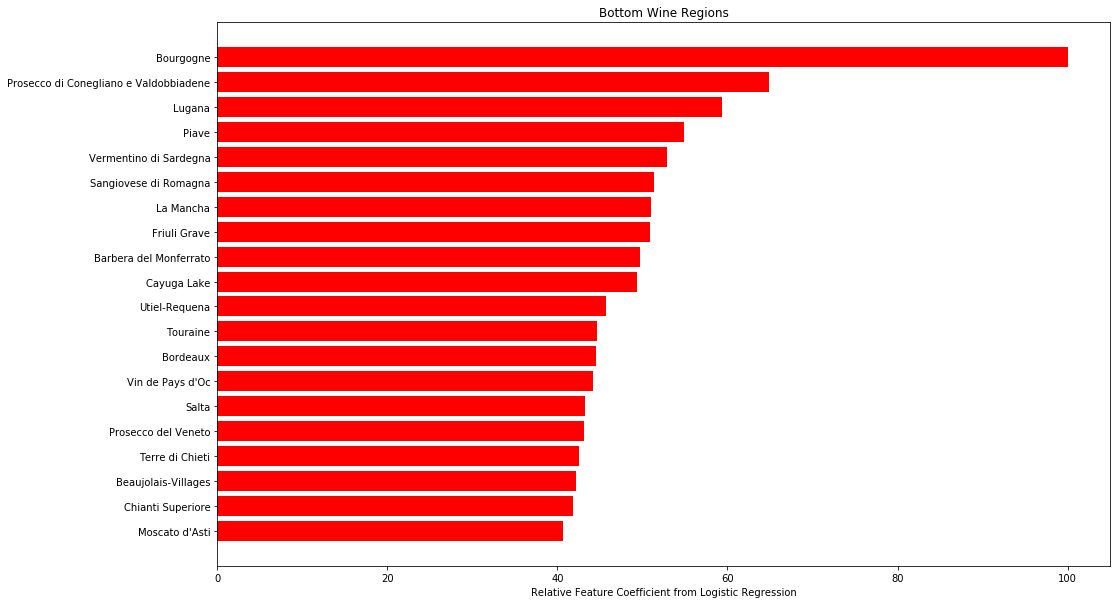 Bottom Wine Regions
Bourgogne
Prosecco di Conegliano e Valdobbiadene
Lugana
Piave
Vermentino di Sardegna
Sangiovese di Romagna
La Mancha
Friuli Grave
Barbera del Monferrato
Cayuga Lake
Utiel-Requena
Touraine
Bordeaux
Vin de Pays d'Oc
Salta
Prosecco del Veneto
Terre di Chieti
Beaujolais-Villages
Chianti Superiore
Moscato d'Asti
0 20 40 60 80 100
Relative Feature Coefficient from Logistic Regression